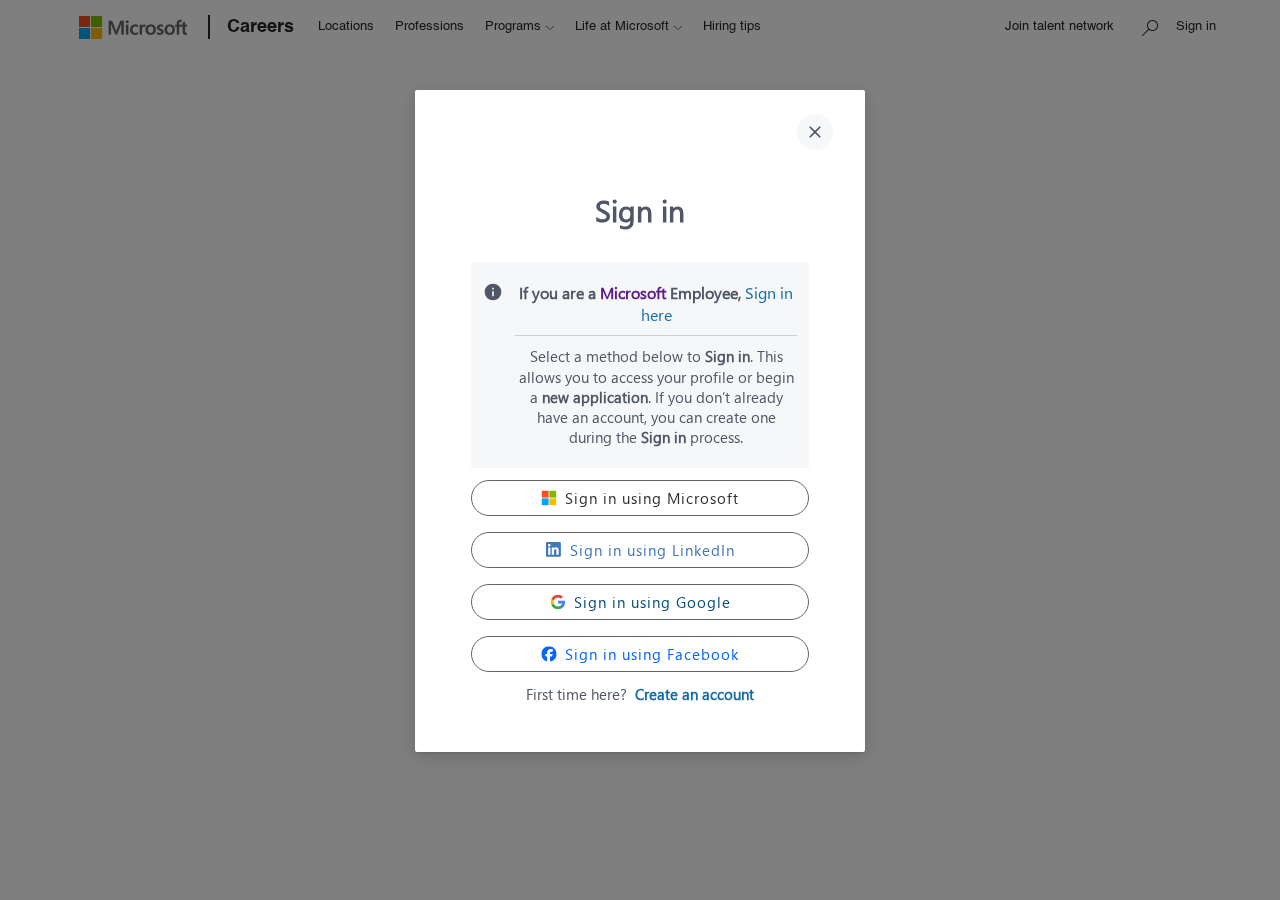 Microsoft Careers Locations Professions Programs Life at Microsoft Hiring tips Join talent network Sign in
Sign in
If you are a Microsoft Employee, Sign in
here
Select a method below to Sign in. This
allows you to access your profile or begin
a new application. If you don't already
have an account, you can create one
during the Sign in process.
Sign in using Microsoft
Sign in using LinkedIn
Sign in using Google
Sign in using Facebook
First time here? Create an account